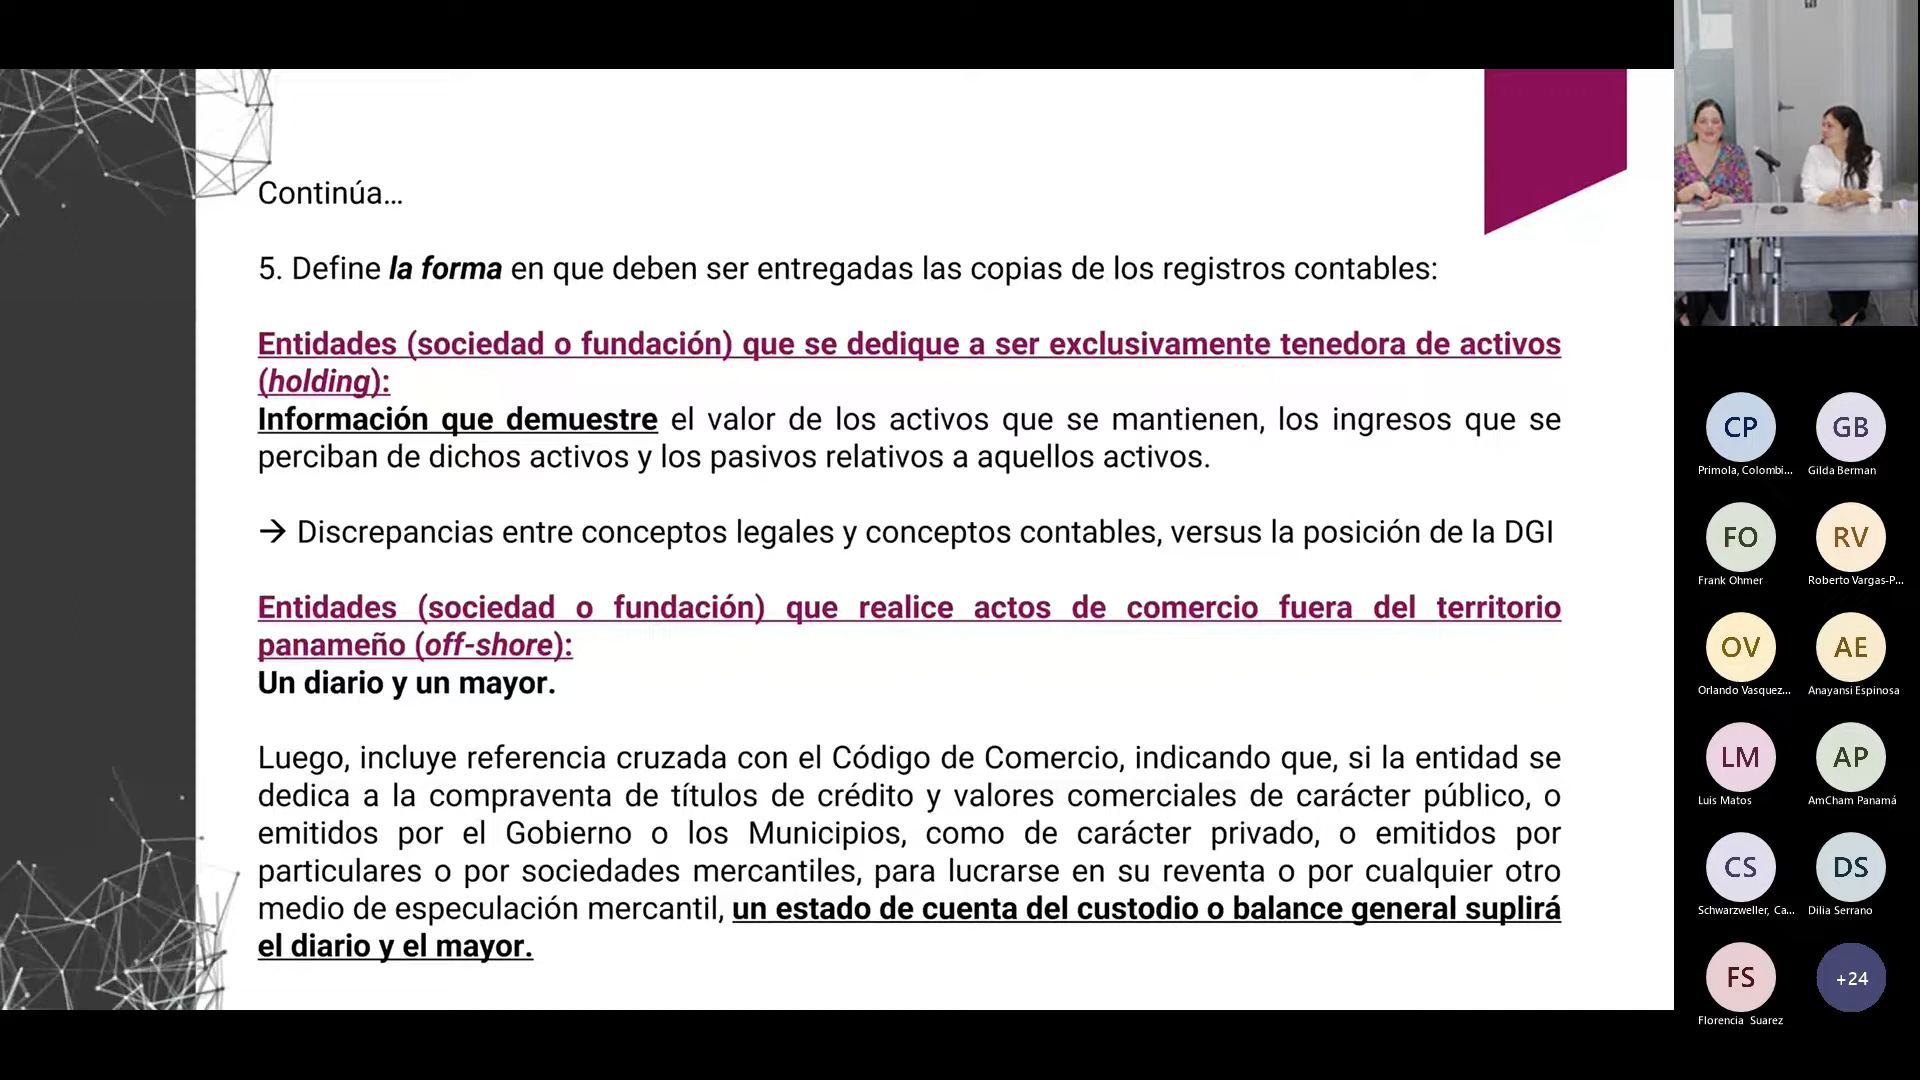 Continúa...
5. Define la forma en que deben ser entregadas las copias de los registros contables:
Entidades (sociedad o fundación) que se dedique a ser exclusivamente tenedora de activos
(holding):
Información que demuestre el valor de los activos que se mantienen, los ingresos que se
perciban de dichos activos y los pasivos relativos a aquellos activos.
→ Discrepancias entre conceptos legales y conceptos contables, versus la posición de la DGI
Entidades (sociedad o fundación) que realice actos de comercio fuera del territorio
panameño (off-shore):
Un diario y un mayor.
Luego, incluye referencia cruzada con el Código de Comercio, indicando que, si la entidad se
dedica a la compraventa de títulos de crédito y valores comerciales de carácter público, o
emitidos por el Gobierno o los Municipios, como de carácter privado, o emitidos por
particulares o por sociedades mercantiles, para lucrarse en su reventa o por cualquier otro
medio de especulación mercantil, un estado de cuenta del custodio o balance general suplirá
el diario y el mayor.
CP GB
Primola, Colombi... Gilda Berman
FO RV
Frank Ohmer Roberto Vargas-P...
OV AE
Orlando Vasquez... Anayansi Espinosa
LM AP
Luis Matos AmCham Panamá
CS DS
Schwarzweller, Ca... Dilia Serrano
FS +24
Florencia Suarez